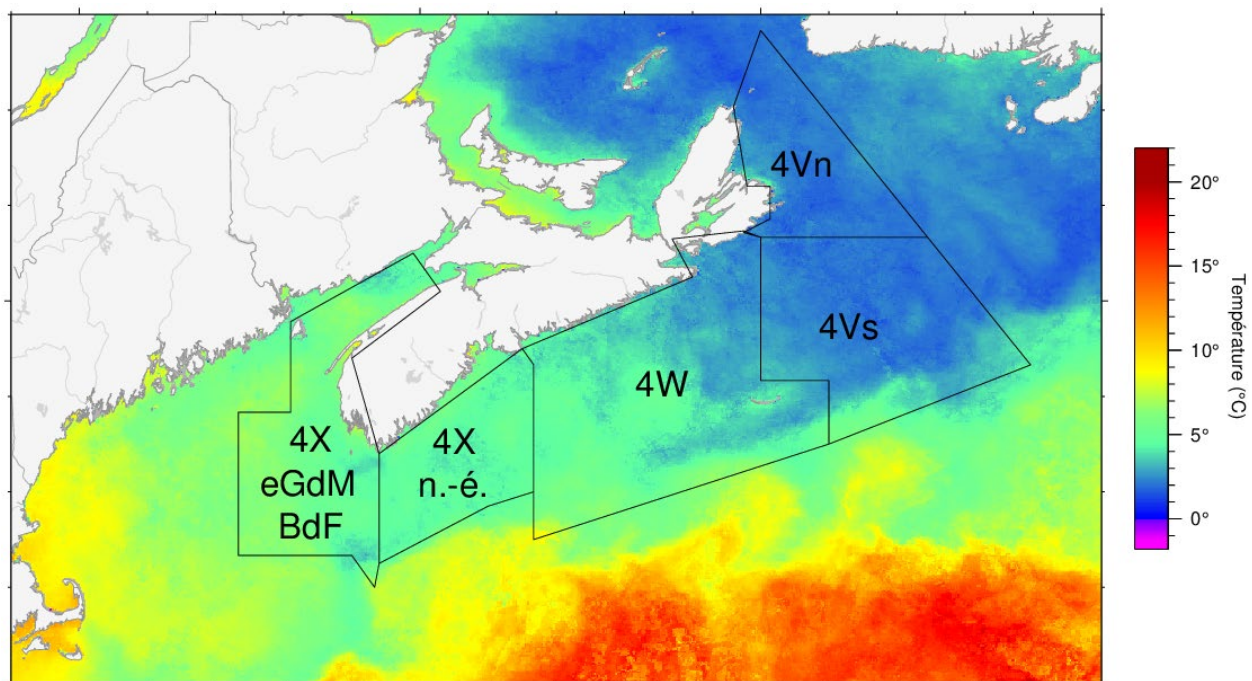 4Vn
4Vs
4W
4X
eGdM
BdF
4X
n.-é.
20°
15°
10°
5°
0°
Température (°C)